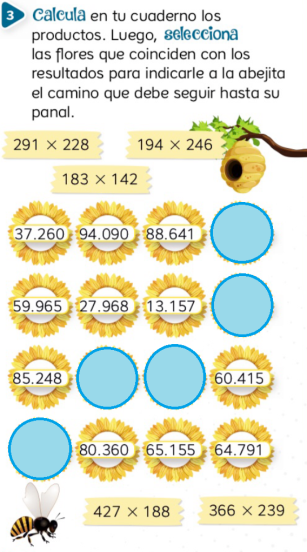 3 Calcula en tu cuaderno los
productos. Luego, selecciona
las flores que coinciden con los
resultados para indicarle a la abejita
el camino que debe seguir hasta su
panal.
291 × 228 194 × 246
183 × 142
37.260 94.090 88.641
59.965 27.968 13.157
85.248 60.415
80.360 65.155 64.791
427 × 188 366 × 239